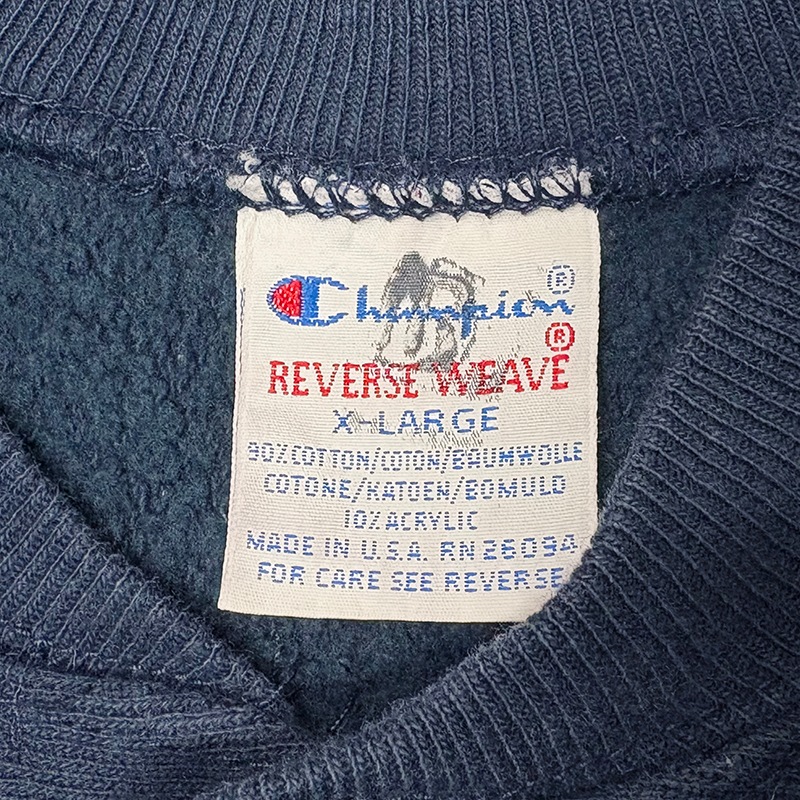 Champion®
REVERSE WEAVE®
X-LARGE
90% COTTON/COTON/BAUMWOLLE
COTONE/KATOEN/BOMULD
10% ACRYLIC
MADE IN U.S.A. RN 26094
FOR CARE SEE REVERSE